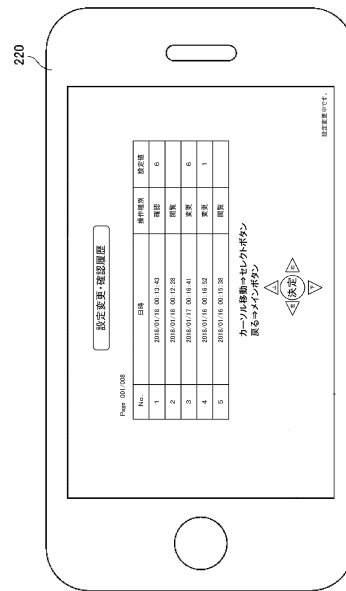 220
設定変更・確認履歴
Page 001/008
No. 日時 操作種別 設定値
1 2018/01/18 00:13:43 確認 6
2 2018/01/18 00:12:28 閲覧
3 2018/01/17 00:16:41 変更 6
4 2018/01/16 00:16:52 変更 1
5 2018/01/16 00:15:38 閲覧
カーソル移動⇒セレクトボタン
戻る⇒メインボタン
上
左 決定 右
下
設定変更中です。